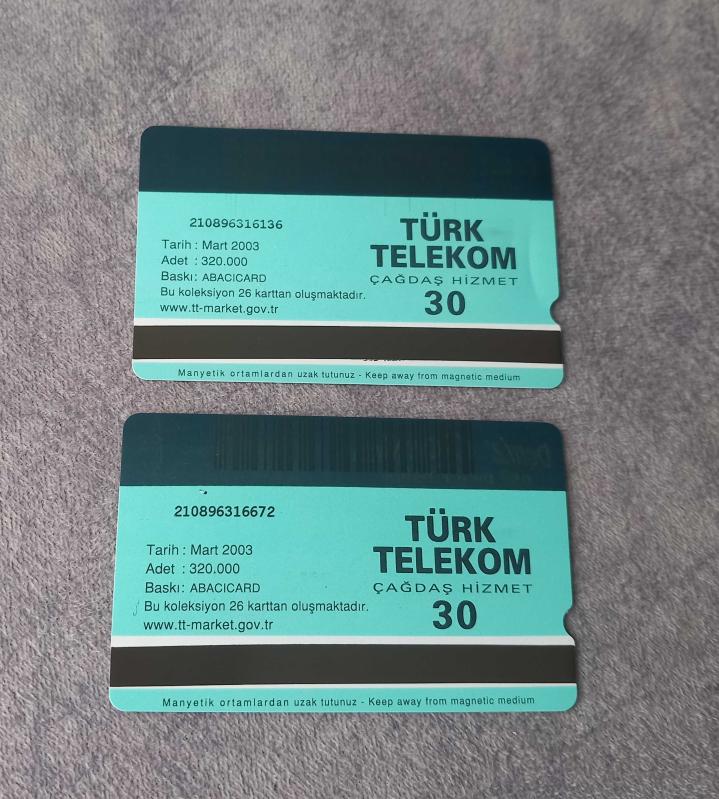 210896316136
Tarih : Mart 2003
Adet : 320.000
Baskı: ABACICARD
Bu koleksiyon 26 karttan oluşmaktadır.
www.tt-market.gov.tr
TÜRK
TELEKOM
ÇAĞDAŞ HİZMET
30
Manyetik ortamlardan uzak tutunuz - Keep away from magnetic medium
210896316672
Tarih : Mart 2003
Adet : 320.000
Baskı: ABACICARD
Bu koleksiyon 26 karttan oluşmaktadır.
www.tt-market.gov.tr
TÜRK
TELEKOM
ÇAĞDAŞ HİZMET
30
Manyetik ortamlardan uzak tutunuz - Keep away from magnetic medium